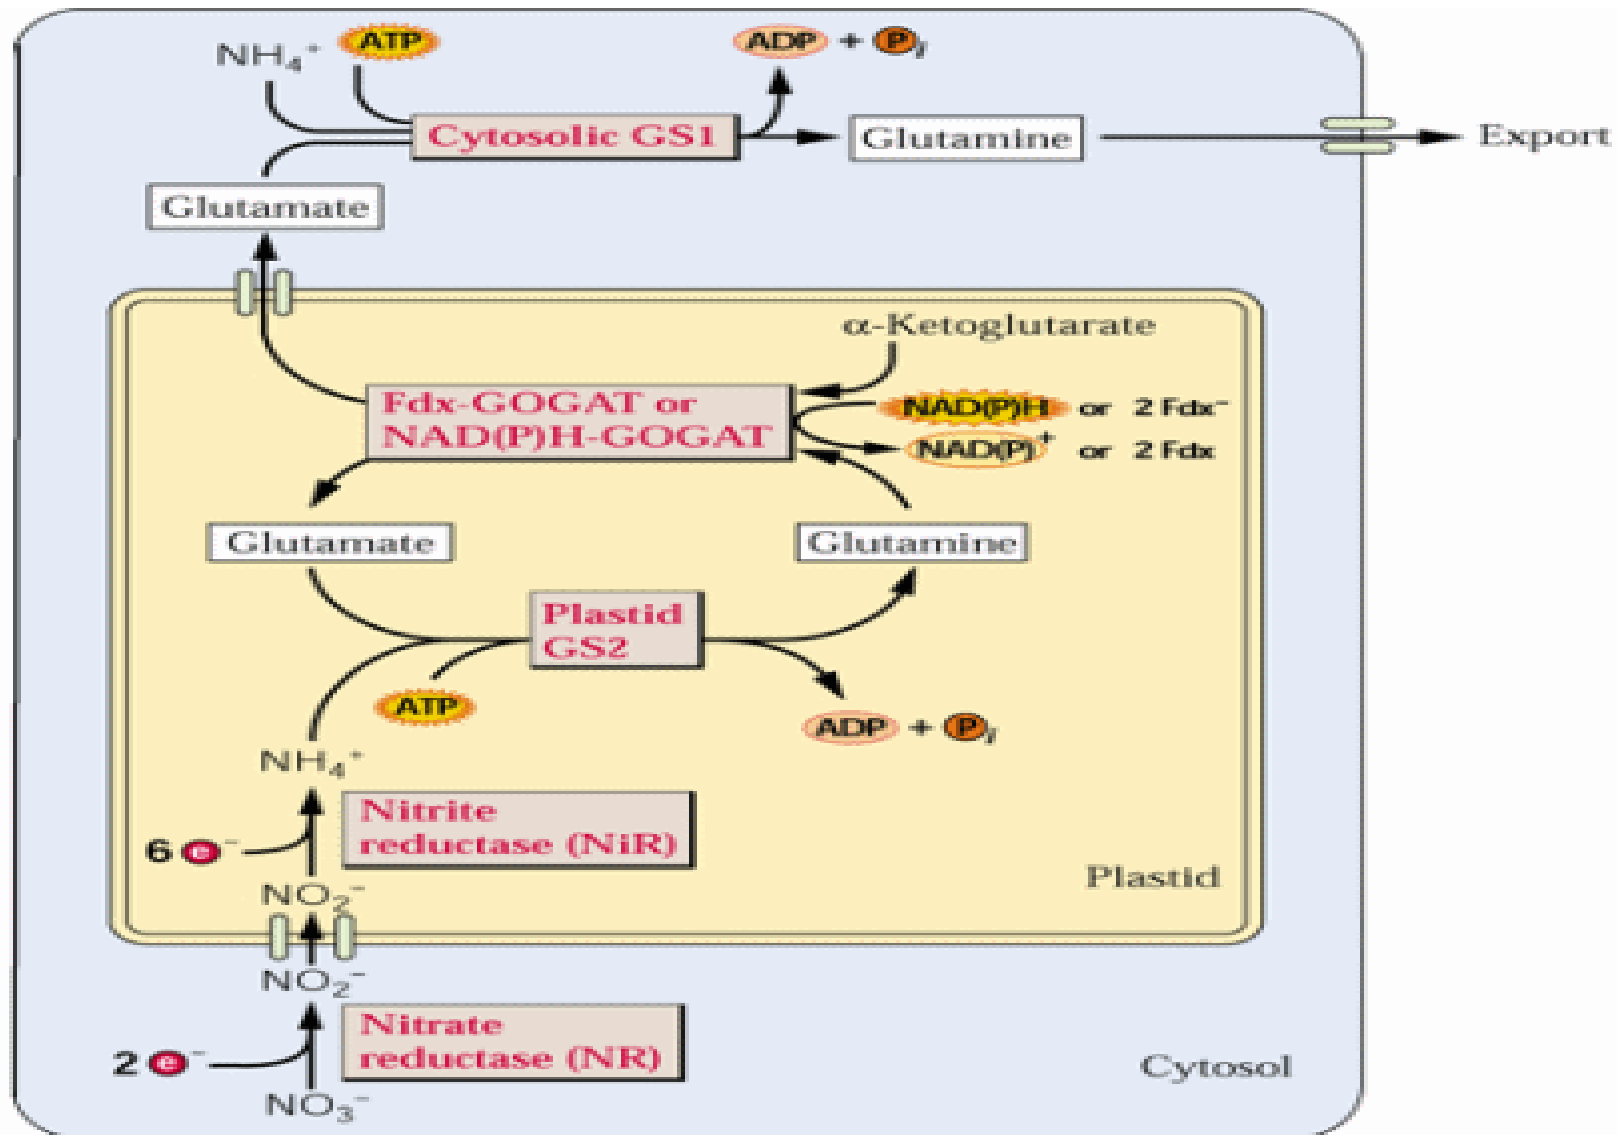 NH₄⁺ ATP
ADP + Pᵢ
Cytosolic GS1
Glutamine
Export
Glutamate
α-Ketoglutarate
Fdx-GOGAT or
NAD(P)H-GOGAT
NAD(P)H or 2 Fdx⁻
NAD(P)⁺ or 2 Fdx
Glutamate
Glutamine
Plastid
GS2
ATP
ADP + Pᵢ
NH₄⁺
Nitrite
reductase (NiR)
6 e⁻
NO₂⁻
Plastid
NO₂⁻
Nitrate
reductase (NR)
2 e⁻
Cytosol
NO₃⁻